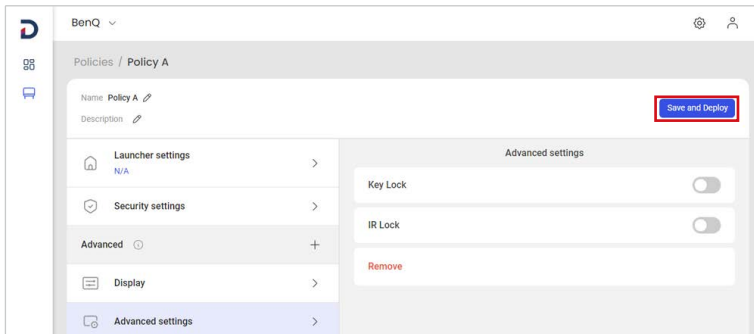 BenQ
Policies / Policy A
Name Policy A
Description
Save and Deploy
Launcher settings
N/A
Security settings
Advanced
Display
Advanced settings
Advanced settings
Key Lock
IR Lock
Remove